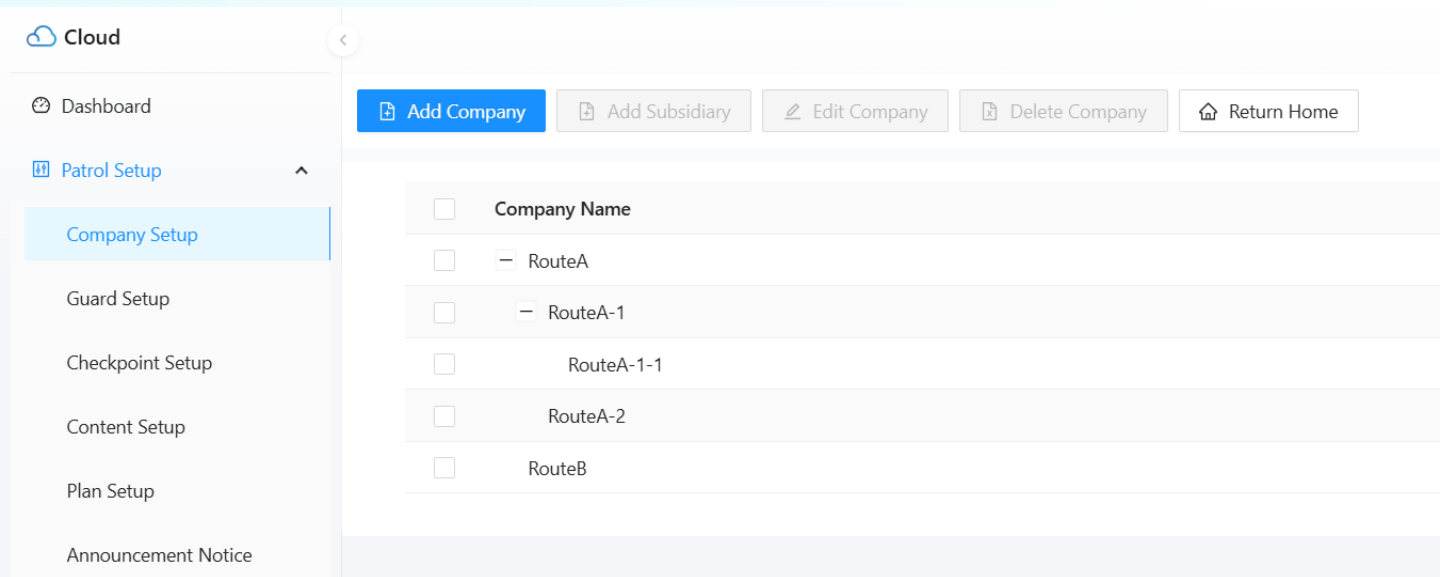 Cloud
Dashboard
Patrol Setup
Company Setup
Guard Setup
Checkpoint Setup
Content Setup
Plan Setup
Announcement Notice
Add Company Add Subsidiary Edit Company Delete Company Return Home
Company Name
RouteA
RouteA-1
RouteA-1-1
RouteA-2
RouteB